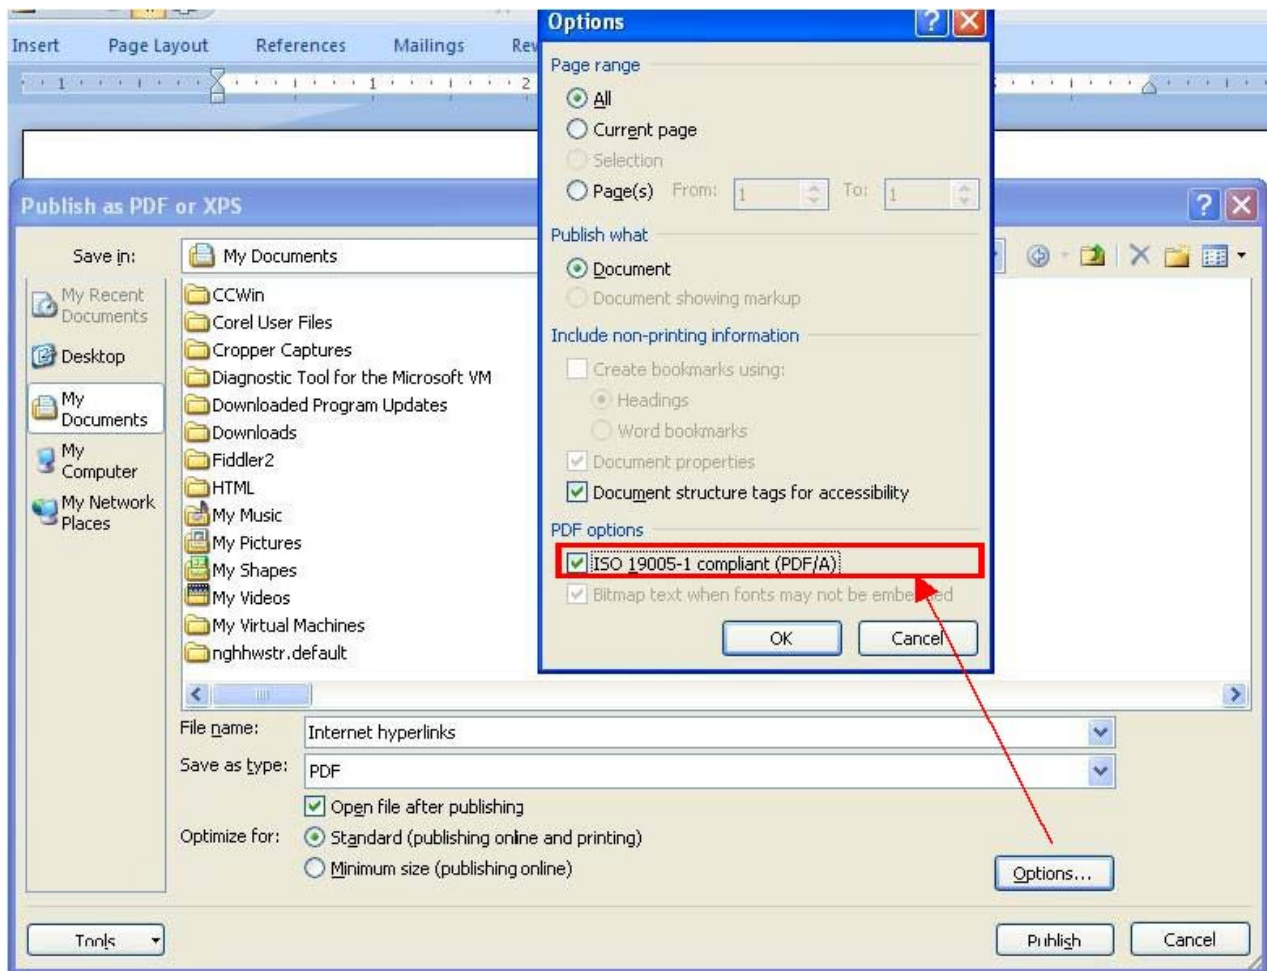 Options
Insert Page Layout References Mailings Rev
1 1 2
Page range
All
Current page
Selection
Page(s) From: 1 To: 1
Publish what
Document
Document showing markup
Include non-printing information
Create bookmarks using:
Headings
Word bookmarks
Document properties
Document structure tags for accessibility
PDF options
ISO 19005-1 compliant (PDF/A)
Bitmap text when fonts may not be embedded
OK Cancel
Publish as PDF or XPS
Save in: My Documents
My Recent
Documents
Desktop
My
Documents
My
Computer
My Network
Places
CCWin
Corel User Files
Cropper Captures
Diagnostic Tool for the Microsoft VM
Downloaded Program Updates
Downloads
Fiddler2
HTML
My Music
My Pictures
My Shapes
My Videos
My Virtual Machines
nghhwstr.default
File name: Internet hyperlinks
Save as type: PDF
Open file after publishing
Optimize for: Standard (publishing online and printing)
Minimum size (publishing online)
Options...
Tools Publish Cancel